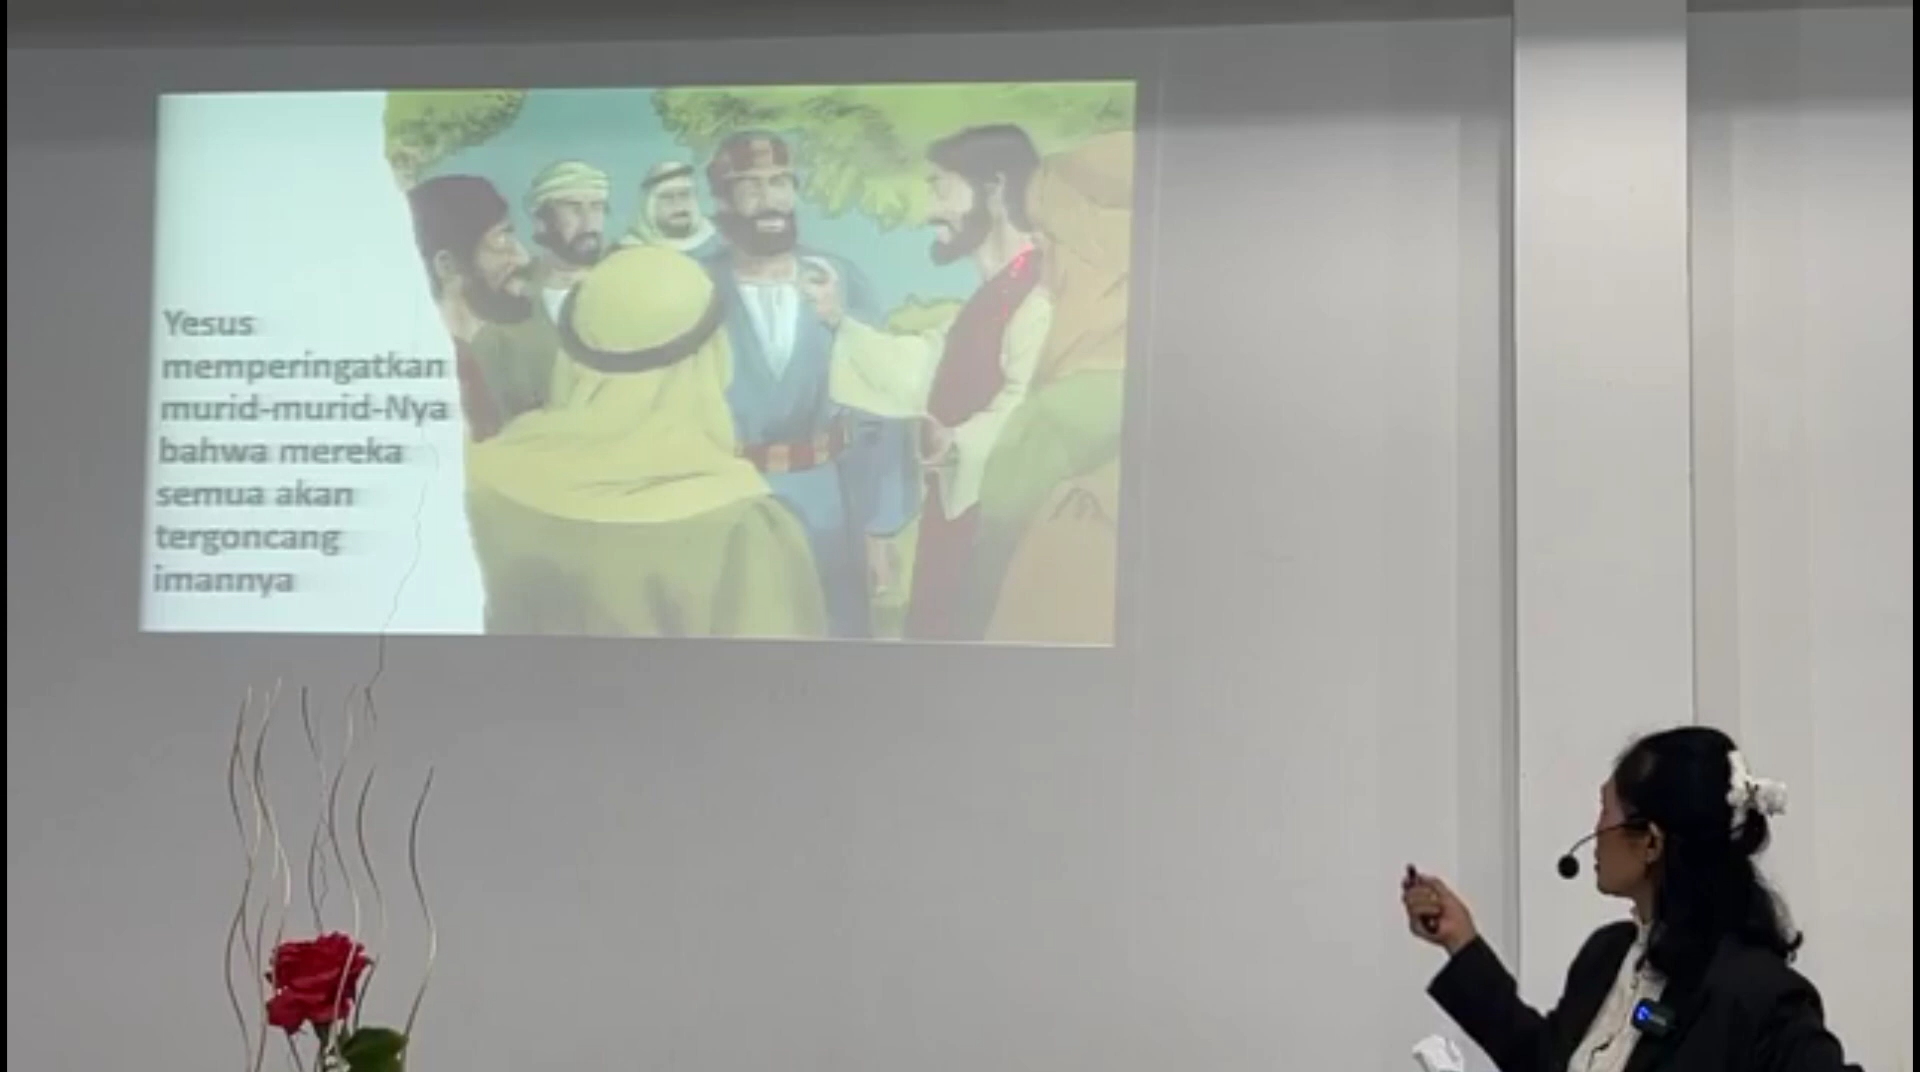 Yesus
memperingatkan
murid-murid-Nya
bahwa mereka
semua akan
tergoncang
imannya